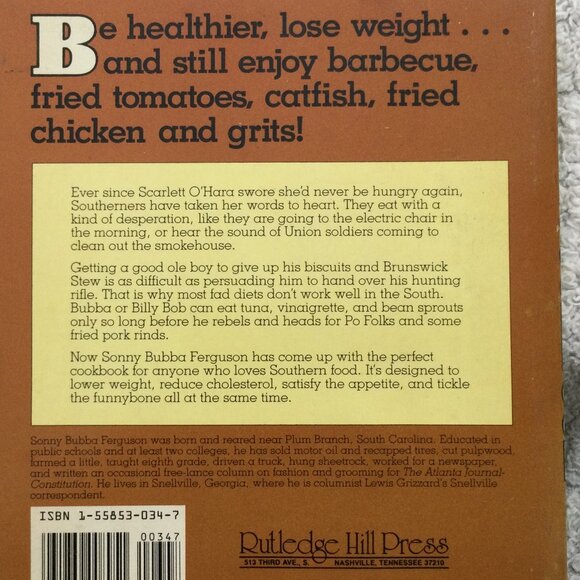 Be healthier, lose weight . . .
and still enjoy barbecue,
fried tomatoes, catfish, fried
chicken and grits!
Ever since Scarlett O'Hara swore she'd never be hungry again,
Southerners have taken her words to heart. They eat with a
kind of desperation, like they are going to the electric chair in
the morning, or hear the sound of Union soldiers coming to
clean out the smokehouse.
Getting a good ole boy to give up his biscuits and Brunswick
Stew is as difficult as persuading him to hand over his hunting
rifle. That is why most fad diets don't work well in the South.
Bubba or Billy Bob can eat tuna, vinaigrette, and bean sprouts
only so long before he rebels and heads for Po Folks and some
fried pork rinds.
Now Sonny Bubba Ferguson has come up with the perfect
cookbook for anyone who loves Southern food. It's designed to
lower weight, reduce cholesterol, satisfy the appetite, and tickle
the funnybone all at the same time.
Sonny Bubba Ferguson was born and reared near Plum Branch, South Carolina. Educated in
public schools and at least two colleges, he has sold motor oil and recapped tires, cut pulpwood,
farmed a little, taught eighth grade, driven a truck, hung sheetrock, worked for a newspaper,
and written an occasional free-lance column on fashion and grooming for The Atlanta Journal-
Constitution. He lives in Snellville, Georgia, where he is columnist Lewis Grizzard's Snellville
correspondent.
ISBN 1-55853-034-7
00347
Rutledge Hill Press
513 THIRD AVE., S. NASHVILLE, TENNESSEE 37210